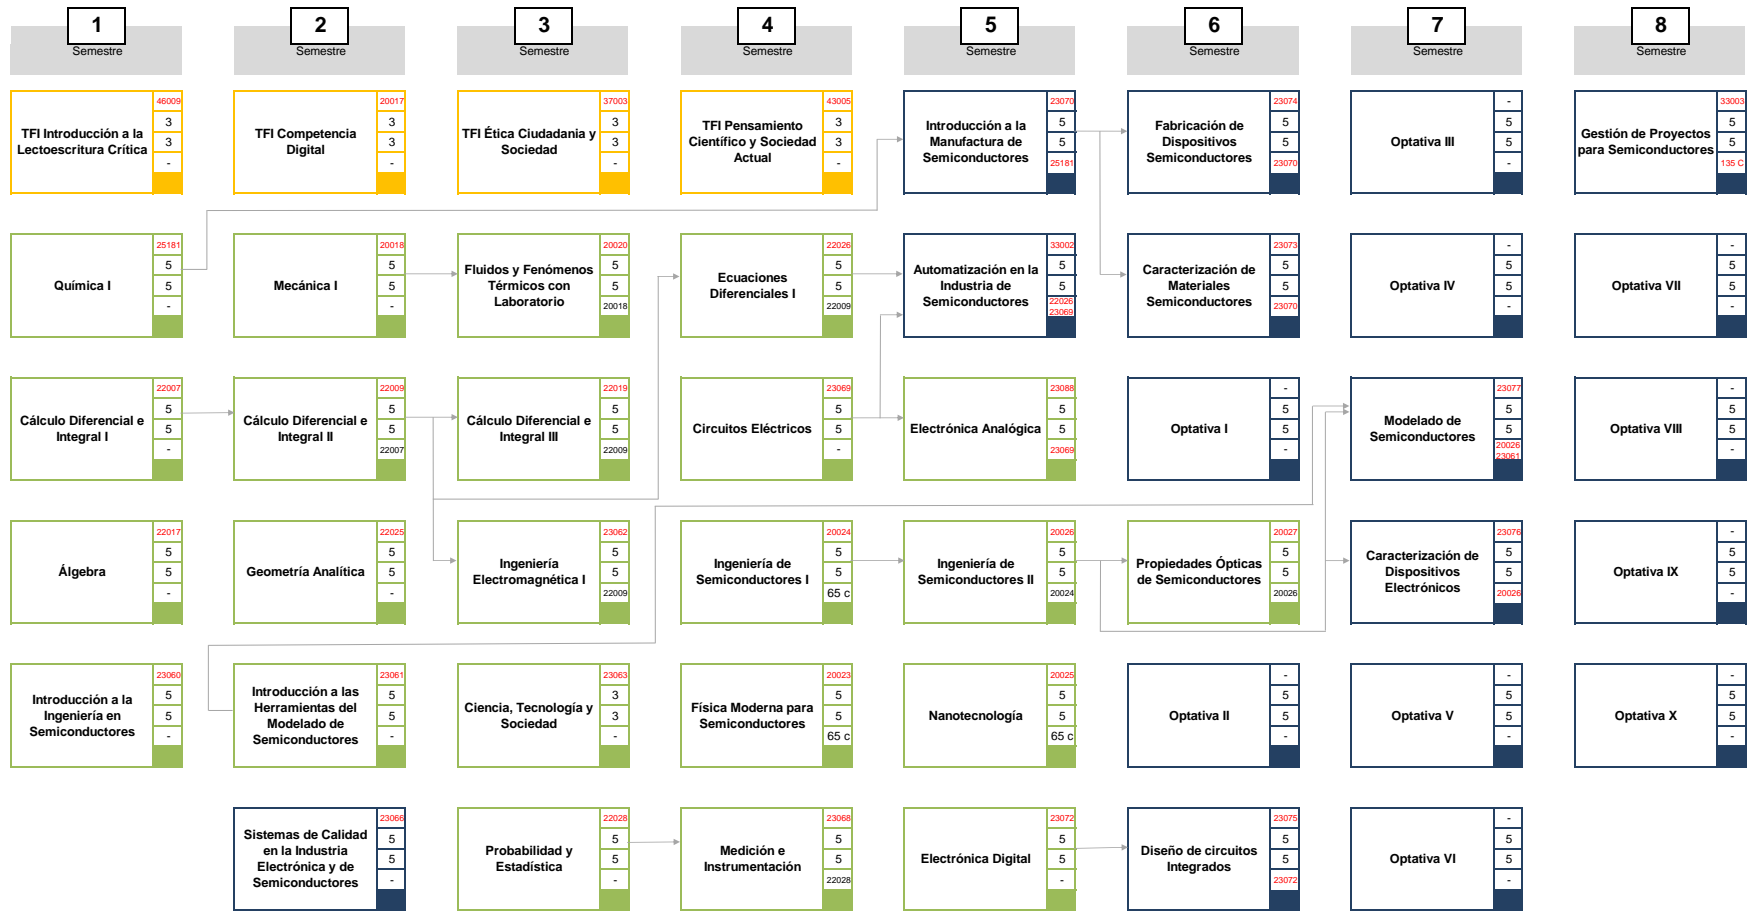 1
Semestre
2
Semestre
3
Semestre
4
Semestre
5
Semestre
6
Semestre
7
Semestre
8
Semestre
TFI Introducción a la
Lectoescritura Crítica
46009
3
3
-
TFI Competencia
Digital
20017
3
3
-
TFI Ética Ciudadania y
Sociedad
37003
3
3
-
TFI Pensamiento
Científico y Sociedad
Actual
43005
3
3
-
Introducción a la
Manufactura de
Semiconductores
23070
5
5
25181
Fabricación de
Dispositivos
Semiconductores
23074
5
5
23070
Optativa III
-
5
5
-
Gestión de Proyectos
para Semiconductores
33003
5
5
135 C
Química I
25181
5
5
-
Mecánica I
20018
5
5
-
Fluidos y Fenómenos
Térmicos con
Laboratorio
20020
5
5
20018
Ecuaciones
Diferenciales I
22026
5
5
22009
Automatización en la
Industria de
Semiconductores
33002
5
5
22026
23069
Caracterización de
Materiales
Semiconductores
23073
5
5
23070
Optativa IV
-
5
5
-
Optativa VII
-
5
5
-
Cálculo Diferencial e
Integral I
22007
5
5
-
Cálculo Diferencial e
Integral II
22009
5
5
22007
Cálculo Diferencial e
Integral III
22019
5
5
22009
Circuitos Eléctricos
23069
5
5
-
Electrónica Analógica
23088
5
5
23069
Optativa I
-
5
5
-
Modelado de
Semiconductores
23077
5
5
20026
23061
Optativa VIII
-
5
5
-
Álgebra
22017
5
5
-
Geometría Analítica
22025
5
5
-
Ingeniería
Electromagnética I
23062
5
5
22009
Ingeniería de
Semiconductores I
20024
5
5
65 c
Ingeniería de
Semiconductores II
20026
5
5
20024
Propiedades Ópticas
de Semiconductores
20027
5
5
20026
Caracterización de
Dispositivos
Electrónicos
23076
5
5
20026
Optativa IX
-
5
5
-
Introducción a la
Ingeniería en
Semiconductores
23060
5
5
-
Introducción a las
Herramientas del
Modelado de
Semiconductores
23061
5
5
-
Ciencia, Tecnología y
Sociedad
23063
3
3
-
Física Moderna para
Semiconductores
20023
5
5
65 c
Nanotecnología
20025
5
5
65 c
Optativa II
-
5
5
-
Optativa V
-
5
5
-
Optativa X
-
5
5
-
Sistemas de Calidad
en la Industria
Electrónica y de
Semiconductores
23066
5
5
-
Probabilidad y
Estadística
22028
5
5
-
Medición e
Instrumentación
23068
5
5
22028
Electrónica Digital
23072
5
5
-
Diseño de circuitos
Integrados
23075
5
5
23072
Optativa VI
-
5
5
-